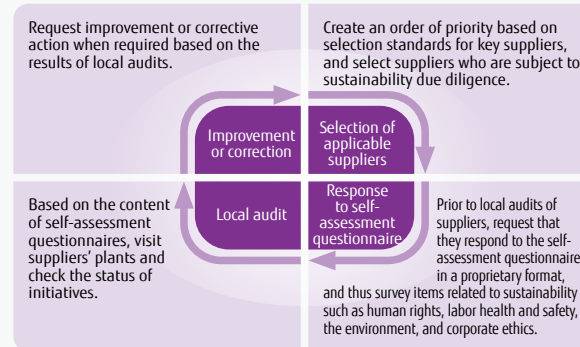 Request improvement or corrective
action when required based on the
results of local audits.
Create an order of priority based on
selection standards for key suppliers,
and select suppliers who are subject to
sustainability due diligence.
Improvement
or correction
Selection of
applicable
suppliers
Local audit
Response
to self-
assessment
questionnaire
Based on the content
of self-assessment
questionnaires, visit
suppliers' plants and
check the status of
initiatives.
Prior to local audits of
suppliers, request that
they respond to the self-
assessment questionnaire
in a proprietary format,
and thus survey items related to sustainability
such as human rights, labor health and safety,
the environment, and corporate ethics.